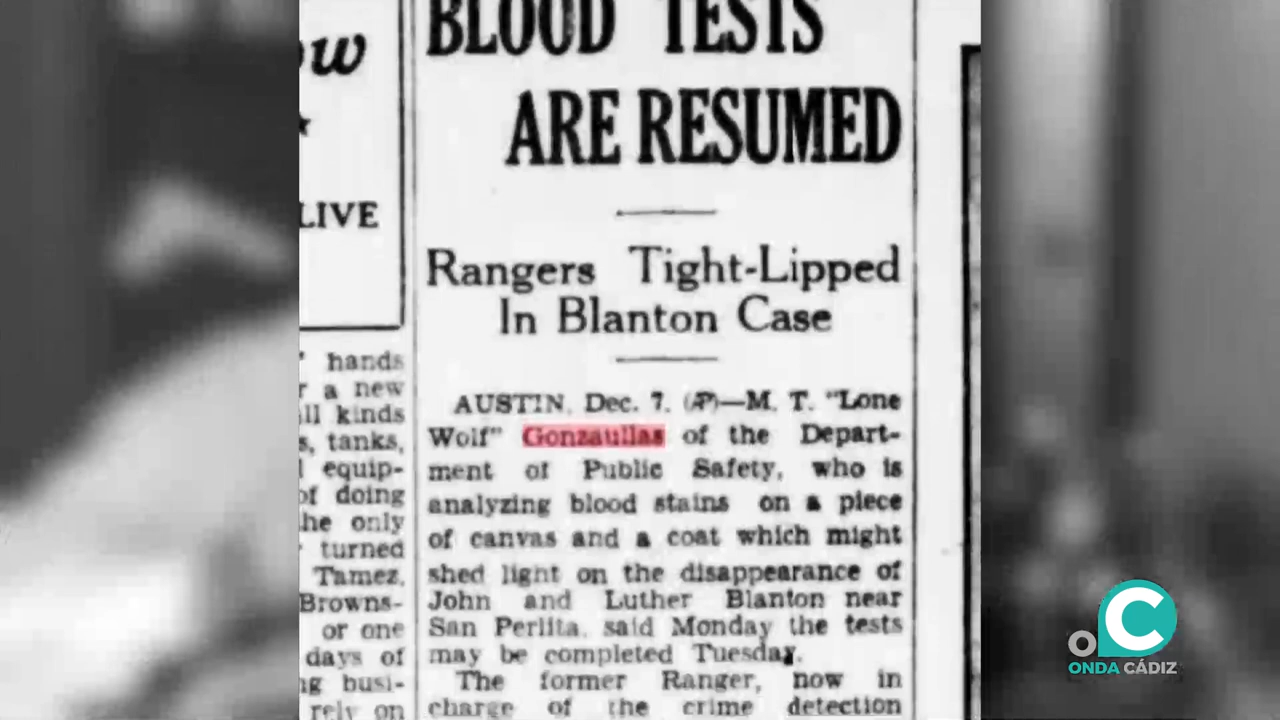 ow
LIVE
hands
r a new
ll kinds
s, tanks,
equip-
of doing
he only
turned
Tamez,
Browns-
or one
days of
ng busi-
rely on
BLOOD TESTS
ARE RESUMED
Rangers Tight-Lipped
In Blanton Case
AUSTIN, Dec. 7. (AP)—M. T. "Lone
Wolf" Gonzaullas of the Depart-
ment of Public Safety, who is
analyzing blood stains on a piece
of canvas and a coat which might
shed light on the disappearance of
John and Luther Blanton near
San Perlita, said Monday the tests
may be completed Tuesday.
The former Ranger, now in
charge of the crime detection
OC
ONDA CÁDIZ